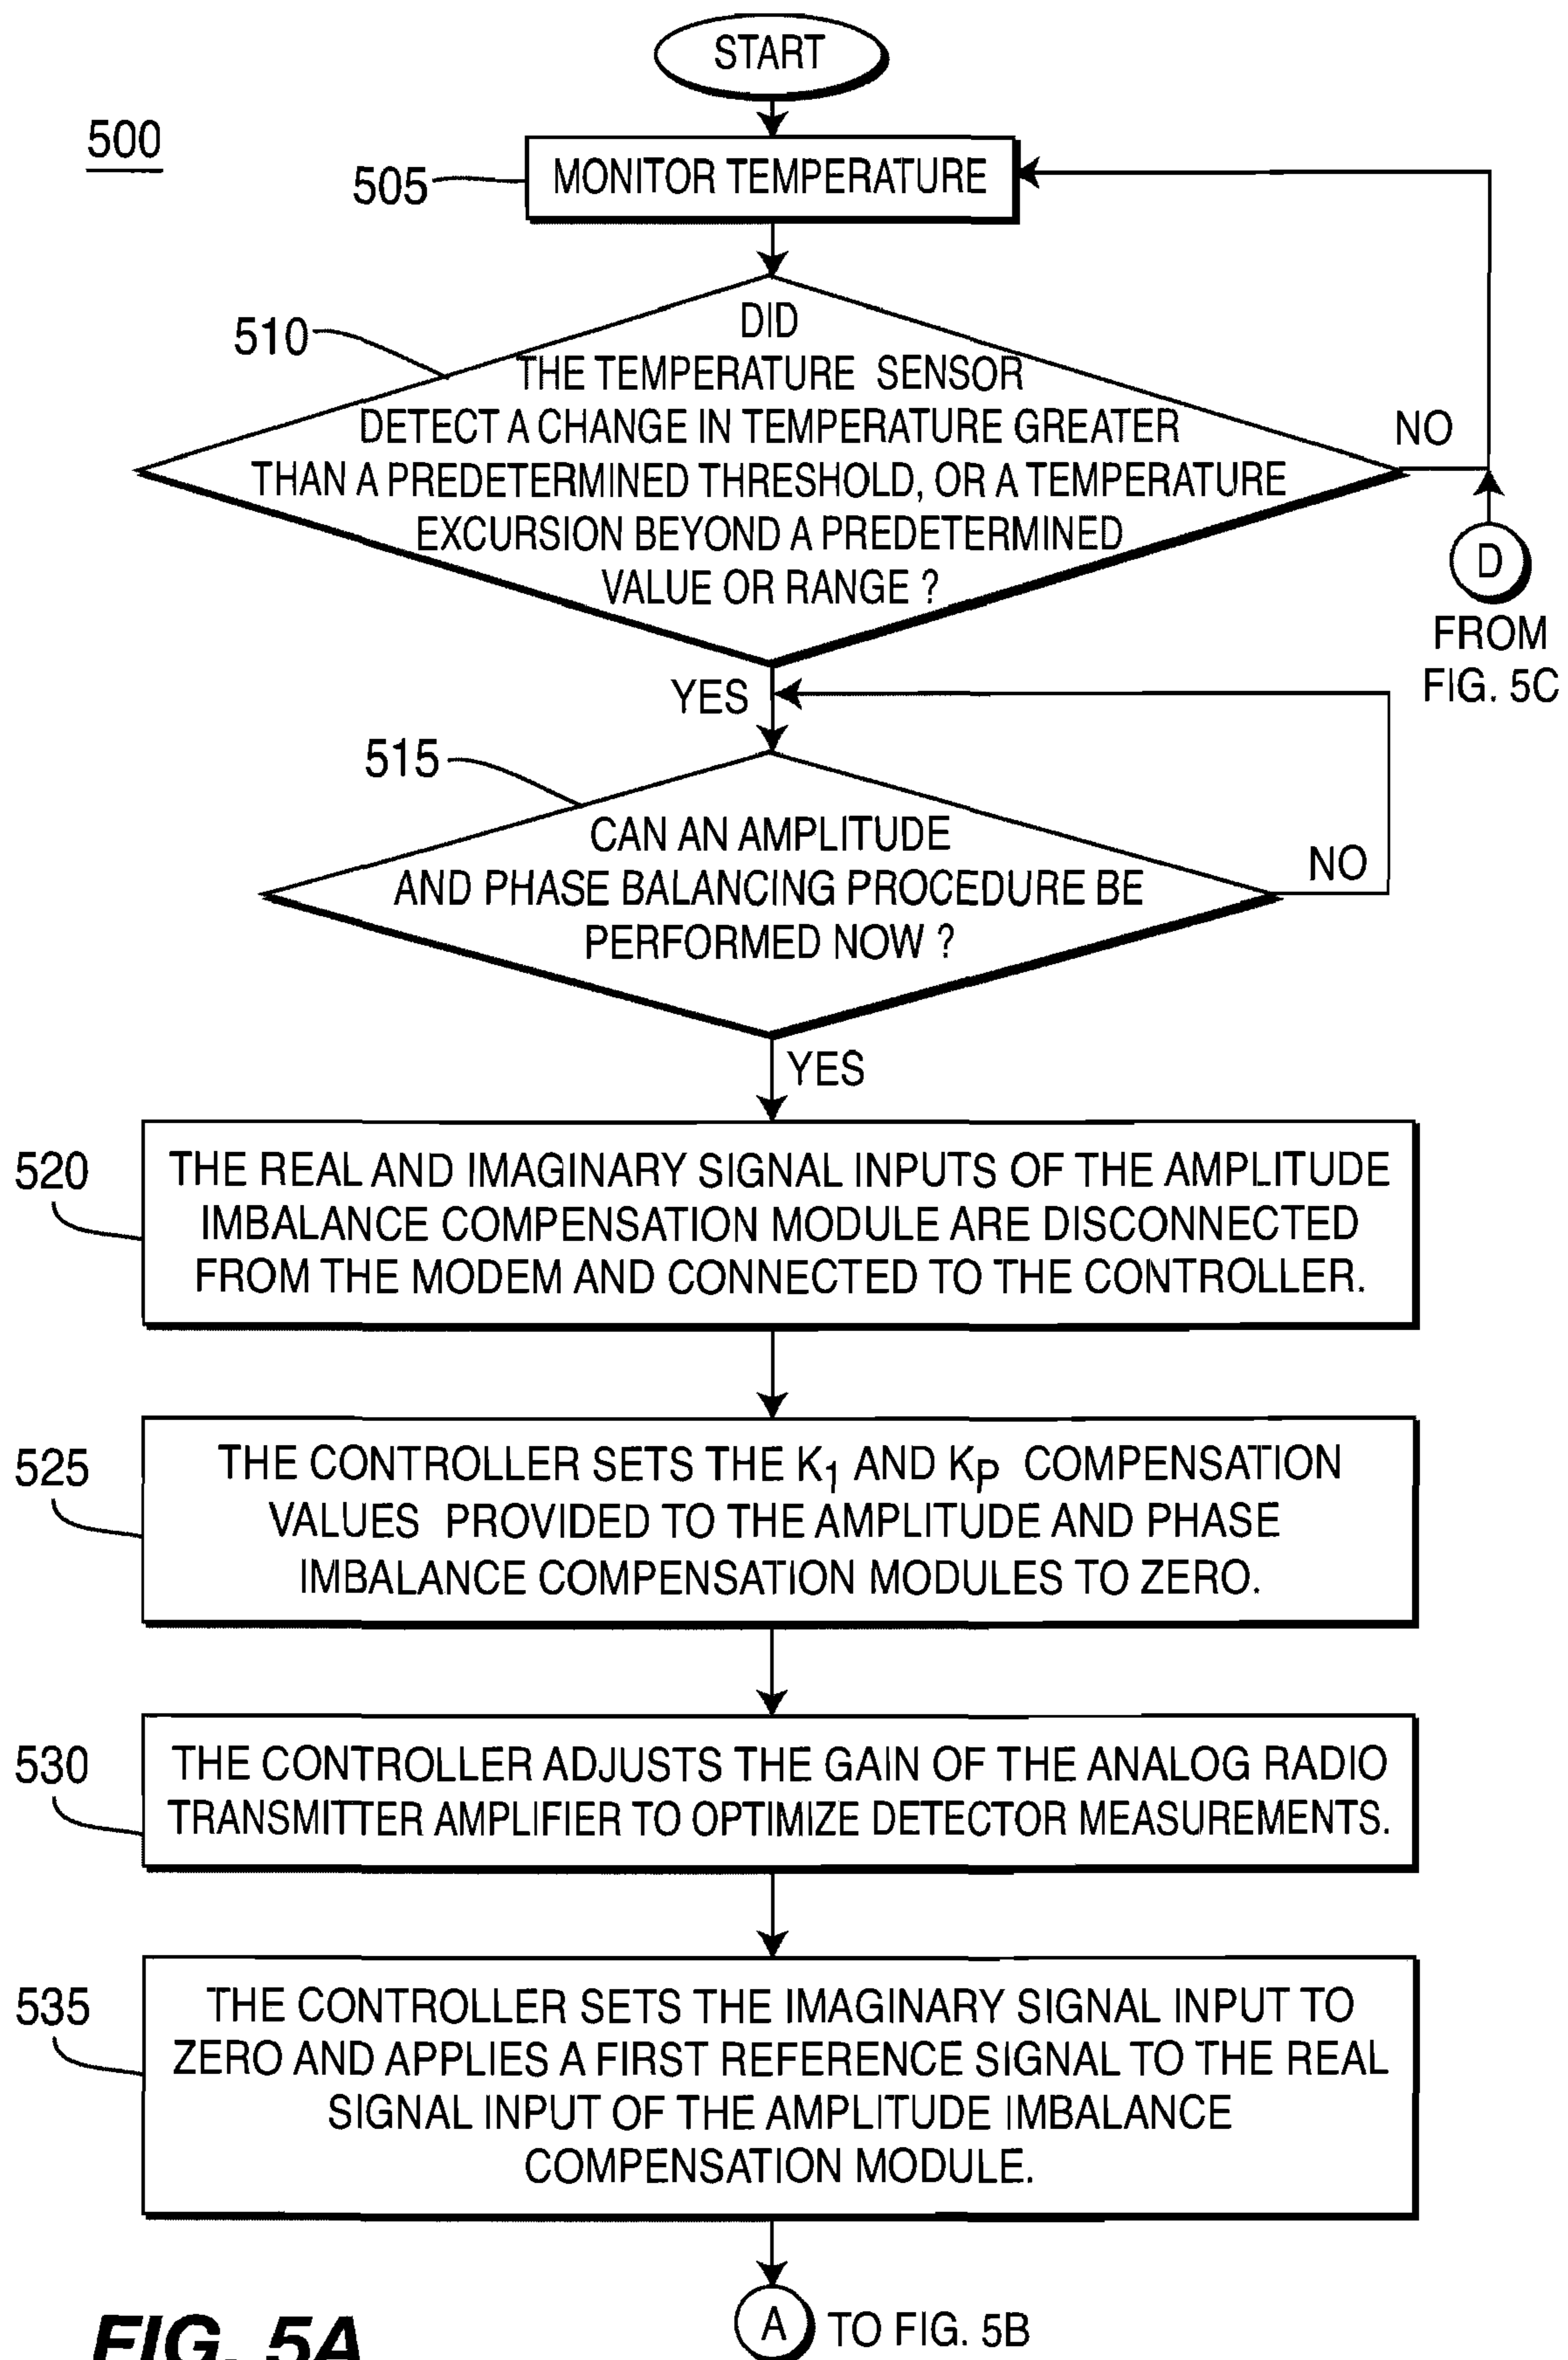 START
500
505
MONITOR TEMPERATURE
510
DID
THE TEMPERATURE SENSOR
DETECT A CHANGE IN TEMPERATURE GREATER
THAN A PREDETERMINED THRESHOLD, OR A TEMPERATURE
EXCURSION BEYOND A PREDETERMINED
VALUE OR RANGE ?
NO
D
FROM
FIG. 5C
YES
515
CAN AN AMPLITUDE
AND PHASE BALANCING PROCEDURE BE
PERFORMED NOW ?
NO
YES
520
THE REAL AND IMAGINARY SIGNAL INPUTS OF THE AMPLITUDE
IMBALANCE COMPENSATION MODULE ARE DISCONNECTED
FROM THE MODEM AND CONNECTED TO THE CONTROLLER.
525
THE CONTROLLER SETS THE K1 AND KP COMPENSATION
VALUES PROVIDED TO THE AMPLITUDE AND PHASE
IMBALANCE COMPENSATION MODULES TO ZERO.
530
THE CONTROLLER ADJUSTS THE GAIN OF THE ANALOG RADIO
TRANSMITTER AMPLIFIER TO OPTIMIZE DETECTOR MEASUREMENTS.
535
THE CONTROLLER SETS THE IMAGINARY SIGNAL INPUT TO
ZERO AND APPLIES A FIRST REFERENCE SIGNAL TO THE REAL
SIGNAL INPUT OF THE AMPLITUDE IMBALANCE
COMPENSATION MODULE.
A TO FIG. 5B
FIG. 5A